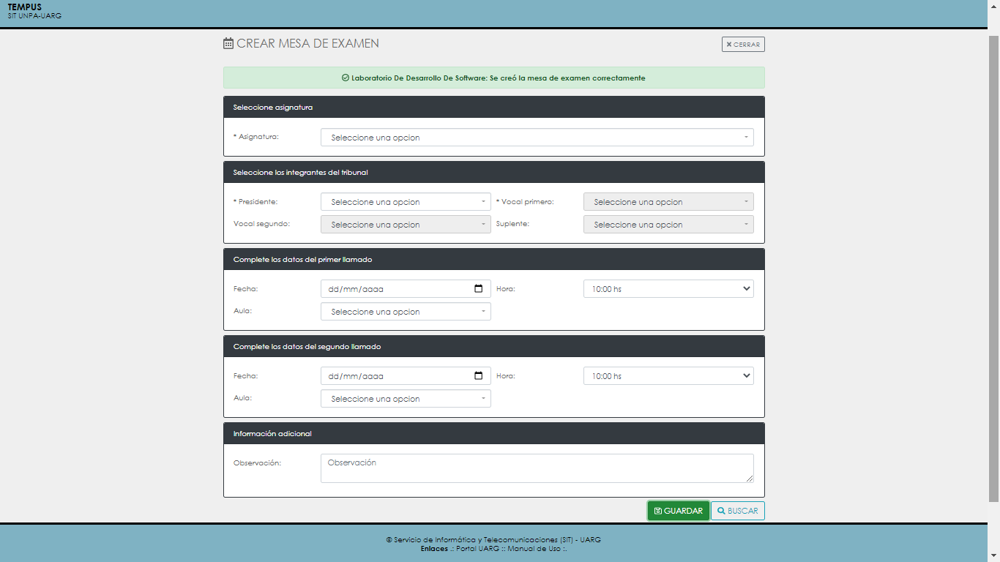 TEMPUS
SIT UNPA-UARG
CREAR MESA DE EXAMEN
CERRAR
Laboratorio De Desarrollo De Software: Se creó la mesa de examen correctamente
Seleccione asignatura
* Asignatura: Seleccione una opcion
Seleccione los integrantes del tribunal
* Presidente: Seleccione una opcion * Vocal primero: Seleccione una opcion
Vocal segundo: Seleccione una opcion Suplente: Seleccione una opcion
Complete los datos del primer llamado
Fecha: dd/mm/aaaa Hora: 10:00 hs
Aula: Seleccione una opcion
Complete los datos del segundo llamado
Fecha: dd/mm/aaaa Hora: 10:00 hs
Aula: Seleccione una opcion
Información adicional
Observación: Observación
GUARDAR BUSCAR
© Servicio de Informática y Telecomunicaciones (SIT) - UARG
Enlaces .: Portal UARG :: Manual de Uso :.